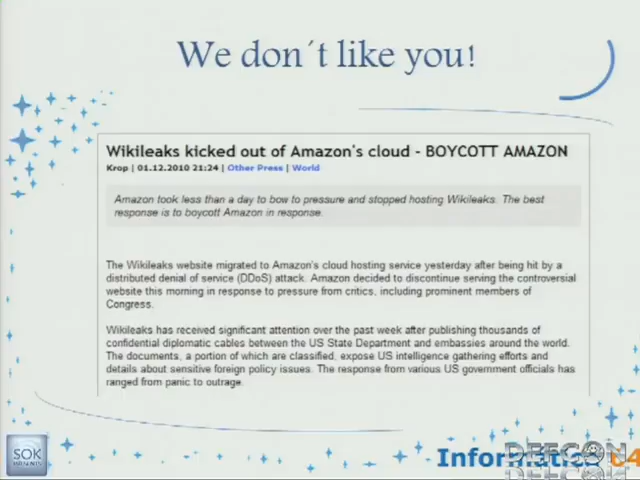 We don´t like you!
Wikileaks kicked out of Amazon's cloud - BOYCOTT AMAZON
Krop | 01.12.2010 21:24 | Other Press | World
Amazon took less than a day to bow to pressure and stopped hosting Wikileaks. The best
response is to boycott Amazon in response.
The Wikileaks website migrated to Amazon's cloud hosting service yesterday after being hit by a
distributed denial of service (DDoS) attack. Amazon decided to discontinue serving the controversial
website this morning in response to pressure from critics, including prominent members of
Congress.
Wikileaks has received significant attention over the past week after publishing thousands of
confidential diplomatic cables between the US State Department and embassies around the world.
The documents, a portion of which are classified, expose US intelligence gathering efforts and
details about sensitive foreign policy issues. The response from various US government officials has
ranged from panic to outrage.
SOK
Informatica 64
DEFCON